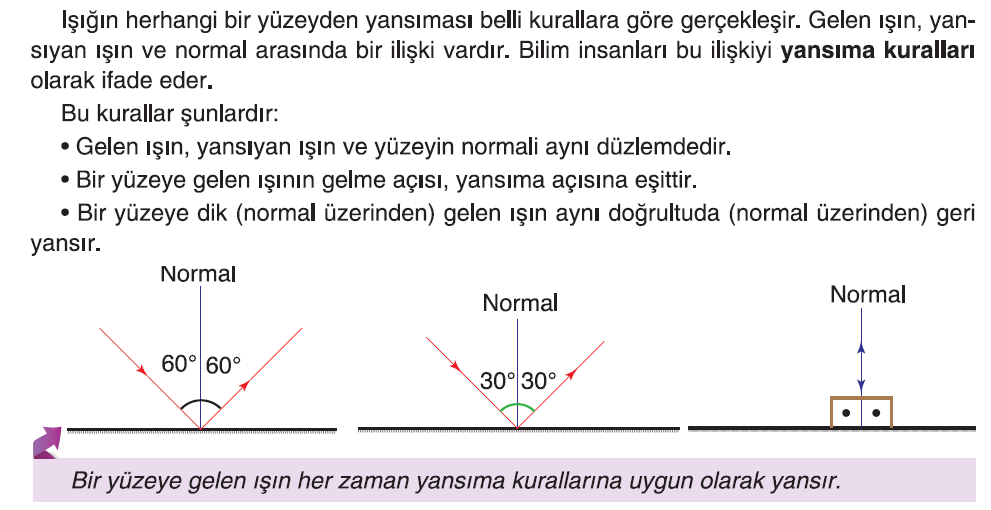 Işığın herhangi bir yüzeyden yansıması belli kurallara göre gerçekleşir. Gelen ışın, yan-
sıyan ışın ve normal arasında bir ilişki vardır. Bilim insanları bu ilişkiyi yansıma kuralları
olarak ifade eder.
Bu kurallar şunlardır:
• Gelen ışın, yansıyan ışın ve yüzeyin normali aynı düzlemdedir.
• Bir yüzeye gelen ışının gelme açısı, yansıma açısına eşittir.
• Bir yüzeye dik (normal üzerinden) gelen ışın aynı doğrultuda (normal üzerinden) geri
yansır.
Normal
60° 60°
Normal
30° 30°
Normal
Bir yüzeye gelen ışın her zaman yansıma kurallarına uygun olarak yansır.